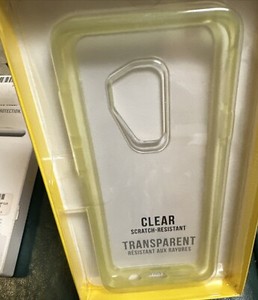 CLEAR
SCRATCH-RESISTANT
TRANSPARENT
RÉSISTANT AUX RAYURES